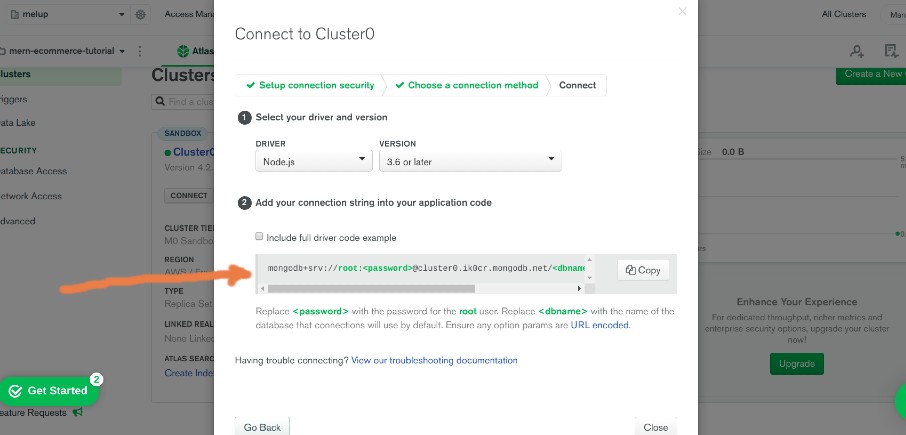 melup
Access Mana
All Clusters
Mana
mern-ecommerce-tutorial
Atlas
Clusters
Create a New
lusters
Find a clus
riggers
ata Lake
SECURITY
atabase Access
etwork Access
dvanced
SANDBOX
Cluster0
Version 4.2.
CONNECT
CLUSTER TIE
M0 Sandbo
REGION
AWS /
TYPE
Replica Set
LINKED REAL
None Linked
ATLAS SEARC
Create Inde
2
Get Started
eature Requests
Connect to Cluster0
Setup connection security
Choose a connection method
Connect
1 Select your driver and version
DRIVER VERSION
Node.js 3.6 or later
2 Add your connection string into your application code
Include full driver code example
mongodb+srv://root:<password>@cluster0.ik0cr.mongodb.net/<dbname
Copy
Replace <password> with the password for the root user. Replace <dbname> with the name of the
database that connections will use by default. Ensure any option params are URL encoded.
Having trouble connecting? View our troubleshooting documentation
Go Back
Close
Size 0.0 B
Enhance Your Experience
For dedicated throughput, richer metrics and
enterprise security options, upgrade your cluster
now!
Upgrade